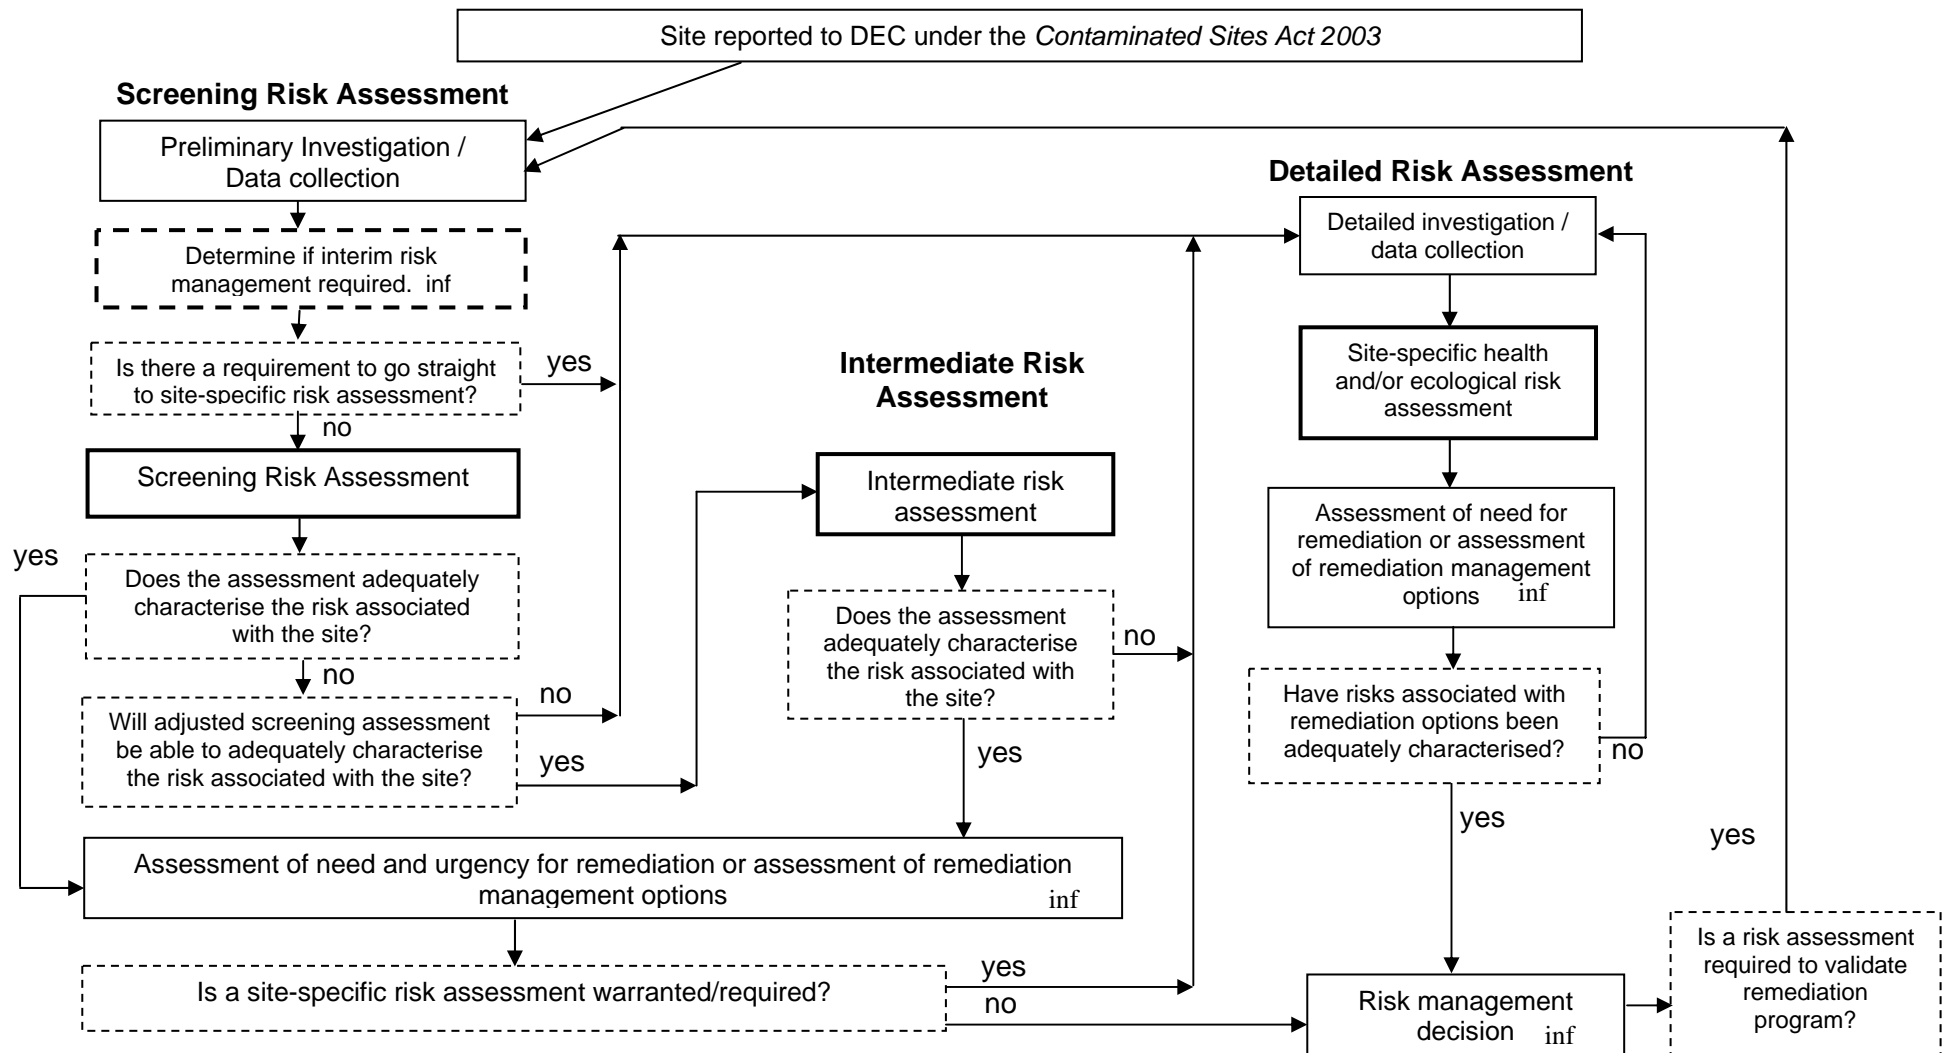 Site reported to DEC under the Contaminated Sites Act 2003
Screening Risk Assessment
Preliminary Investigation /
Data collection
Determine if interim risk
management required. inf
Is there a requirement to go straight
to site-specific risk assessment?
yes
no
Screening Risk Assessment
yes
Does the assessment adequately
characterise the risk associated
with the site?
no
Will adjusted screening assessment
be able to adequately characterise
the risk associated with the site?
no
yes
Intermediate Risk
Assessment
Intermediate risk
assessment
Does the assessment
adequately characterise
the risk associated with
the site?
no
yes
Assessment of need and urgency for remediation or assessment of remediation
management options inf
Is a site-specific risk assessment warranted/required?
yes
no
Detailed Risk Assessment
Detailed investigation /
data collection
Site-specific health
and/or ecological risk
assessment
Assessment of need for
remediation or assessment
of remediation management
options inf
Have risks associated with
remediation options been
adequately characterised?
no
yes
Risk management
decision inf
Is a risk assessment
required to validate
remediation
program?
yes